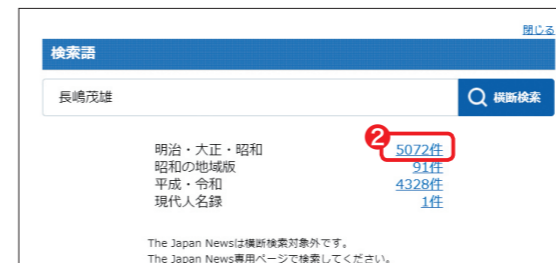 閉じる
検索語
長嶋茂雄 横断検索
明治・大正・昭和 ❷ 5072件
昭和の地域版 91件
平成・令和 4328件
現代人名録 1件
The Japan Newsは横断検索対象外です。
The Japan News専用ページで検索してください。